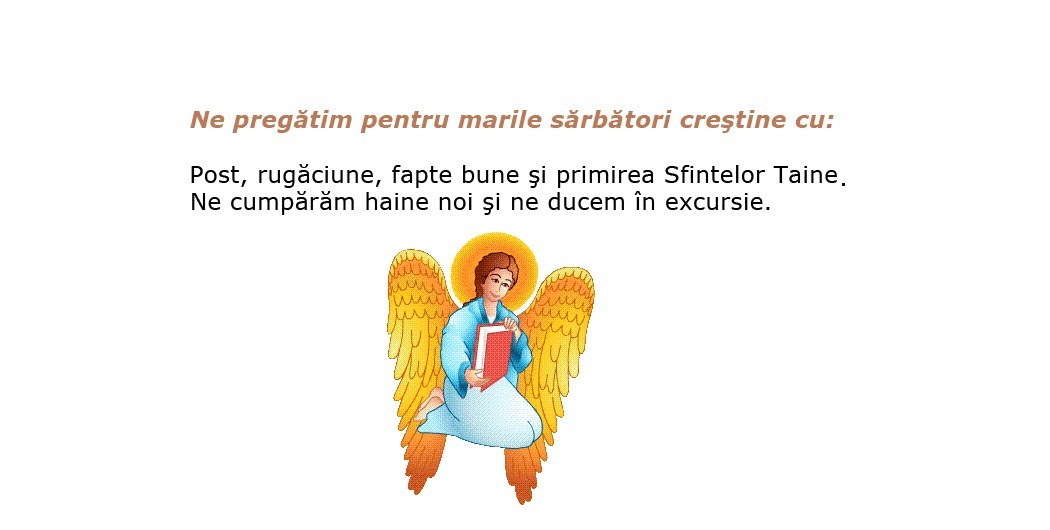 Ne pregătim pentru marile sărbători creştine cu:
Post, rugăciune, fapte bune şi primirea Sfintelor Taine.
Ne cumpărăm haine noi şi ne ducem în excursie.